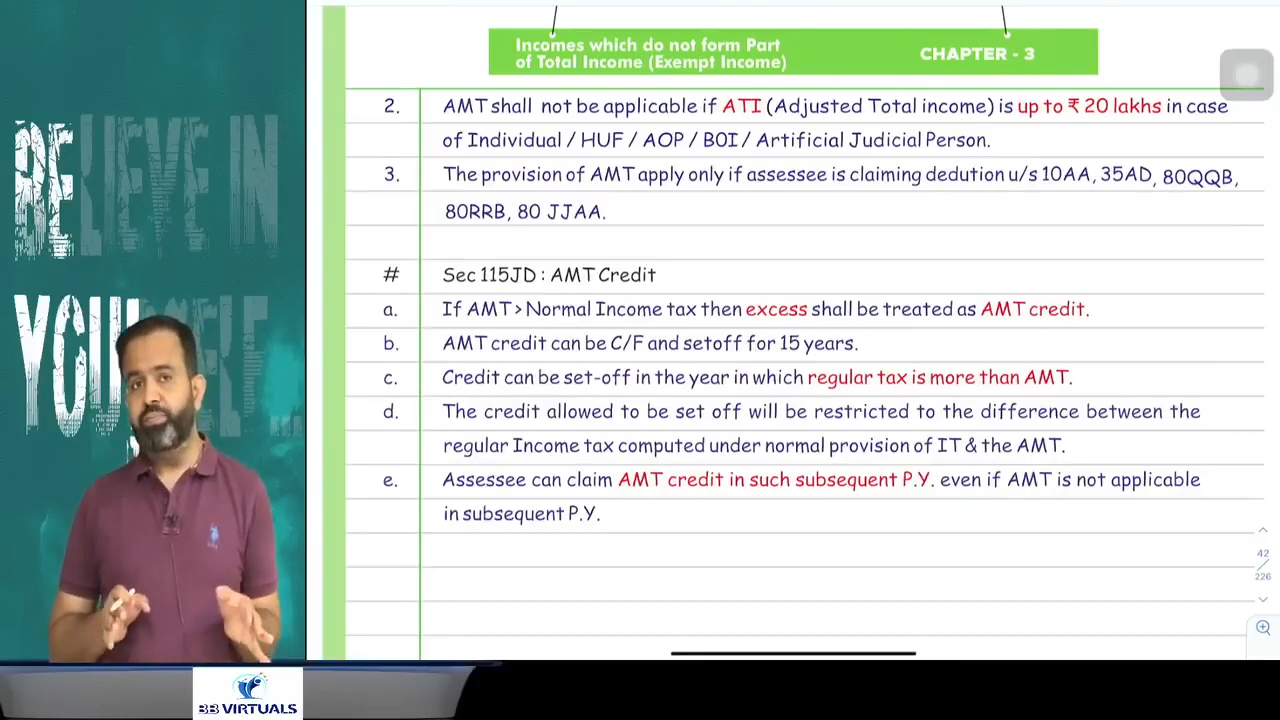 BELIEVE IN
YOURSELF...
Incomes which do not form Part
of Total Income (Exempt Income)
CHAPTER - 3
2. AMT shall not be applicable if ATI (Adjusted Total income) is up to ₹ 20 lakhs in case
of Individual / HUF / AOP / BOI / Artificial Judicial Person.
3. The provision of AMT apply only if assessee is claiming dedution u/s 10AA, 35AD, 80QQB,
80RRB, 80 JJAA.
# Sec 115JD : AMT Credit
a. If AMT > Normal Income tax then excess shall be treated as AMT credit.
b. AMT credit can be C/F and setoff for 15 years.
c. Credit can be set-off in the year in which regular tax is more than AMT.
d. The credit allowed to be set off will be restricted to the difference between the
regular Income tax computed under normal provision of IT & the AMT.
e. Assessee can claim AMT credit in such subsequent P.Y. even if AMT is not applicable
in subsequent P.Y.
42
226
BB VIRTUALS